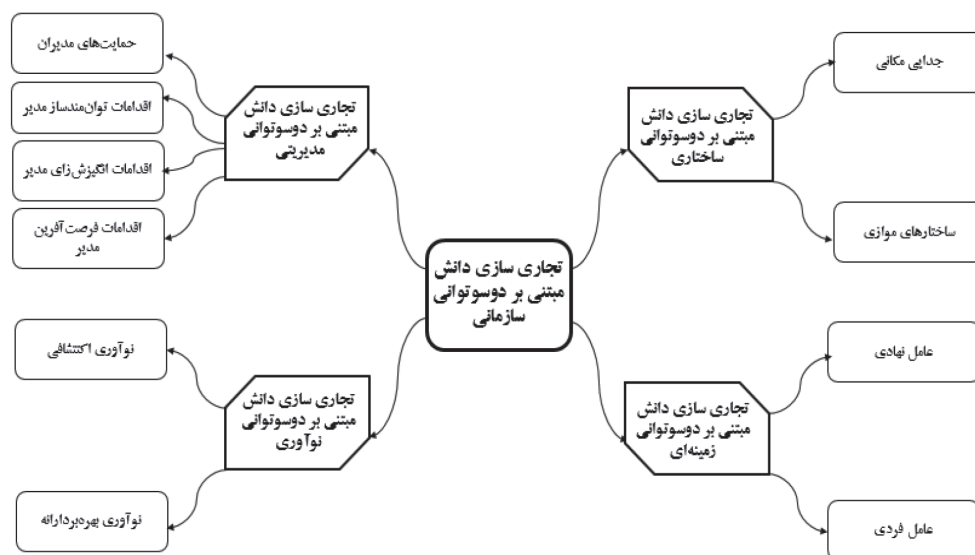 تجاری سازی دانش
مبتنی بر دوسوتوانی
سازمانی
تجاری سازی دانش
مبتنی بر دوسوتوانی
ساختاری
جدایی مکانی
ساختارهای موازی
تجاری سازی دانش
مبتنی بر دوسوتوانی
زمینه‌ای
عامل نهادی
عامل فردی
تجاری سازی دانش
مبتنی بر دوسوتوانی
مدیریتی
حمایت‌های مدیران
اقدامات توان‌مندساز مدیر
اقدامات انگیزش‌زای مدیر
اقدامات فرصت‌آفرین
مدیر
تجاری سازی دانش
مبتنی بر دوسوتوانی
نوآوری
نوآوری اکتشافی
نوآوری بهره‌بردارانه